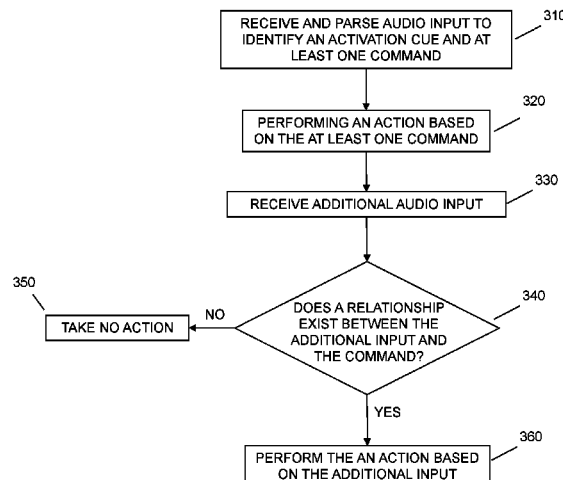 RECEIVE AND PARSE AUDIO INPUT TO
IDENTIFY AN ACTIVATION CUE AND AT
LEAST ONE COMMAND
310
PERFORMING AN ACTION BASED
ON THE AT LEAST ONE COMMAND
320
RECEIVE ADDITIONAL AUDIO INPUT
330
DOES A RELATIONSHIP
EXIST BETWEEN THE
ADDITIONAL INPUT AND
THE COMMAND?
340
NO
350
TAKE NO ACTION
YES
PERFORM THE AN ACTION BASED
ON THE ADDITIONAL INPUT
360